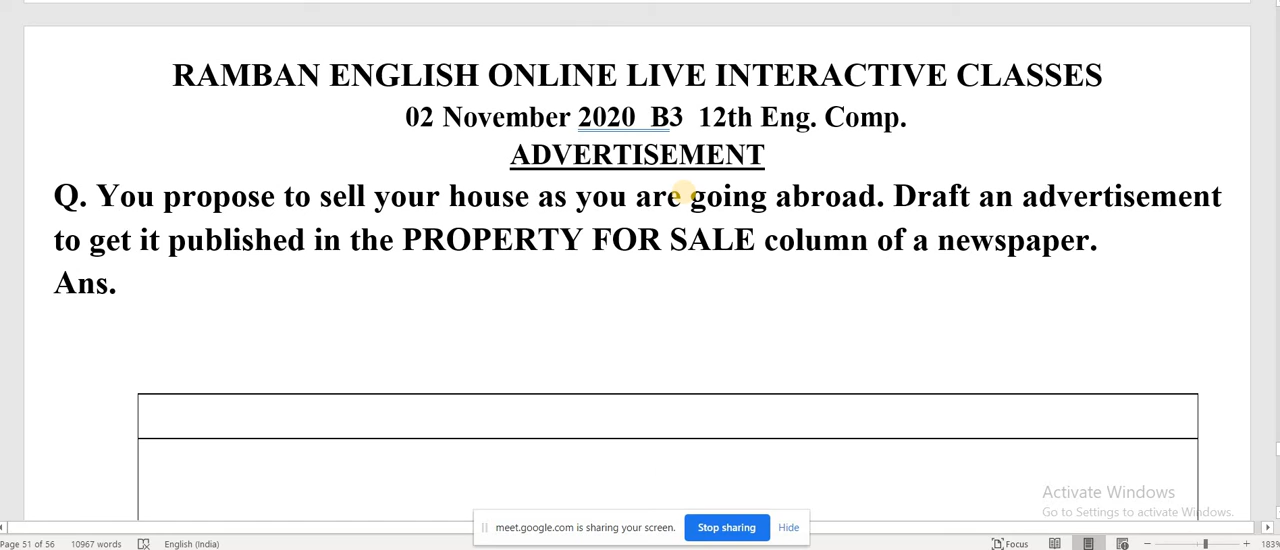 RAMBAN ENGLISH ONLINE LIVE INTERACTIVE CLASSES
02 November 2020 B3 12th Eng. Comp.
ADVERTISEMENT
Q. You propose to sell your house as you are going abroad. Draft an advertisement
to get it published in the PROPERTY FOR SALE column of a newspaper.
Ans.
Activate Windows
Go to Settings to activate Windows.
meet.google.com is sharing your screen. Stop sharing Hide
Page 51 of 56 10967 words English (India) Focus 183%